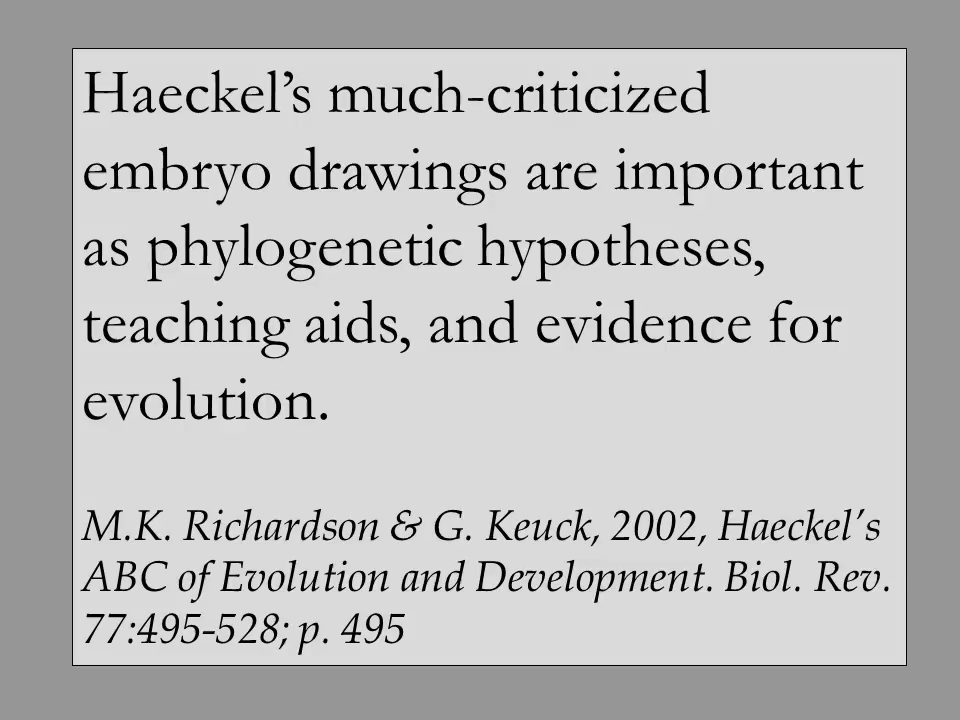 Haeckel’s much-criticized
embryo drawings are important
as phylogenetic hypotheses,
teaching aids, and evidence for
evolution.
M.K. Richardson & G. Keuck, 2002, Haeckel’s
ABC of Evolution and Development. Biol. Rev.
77:495-528; p. 495